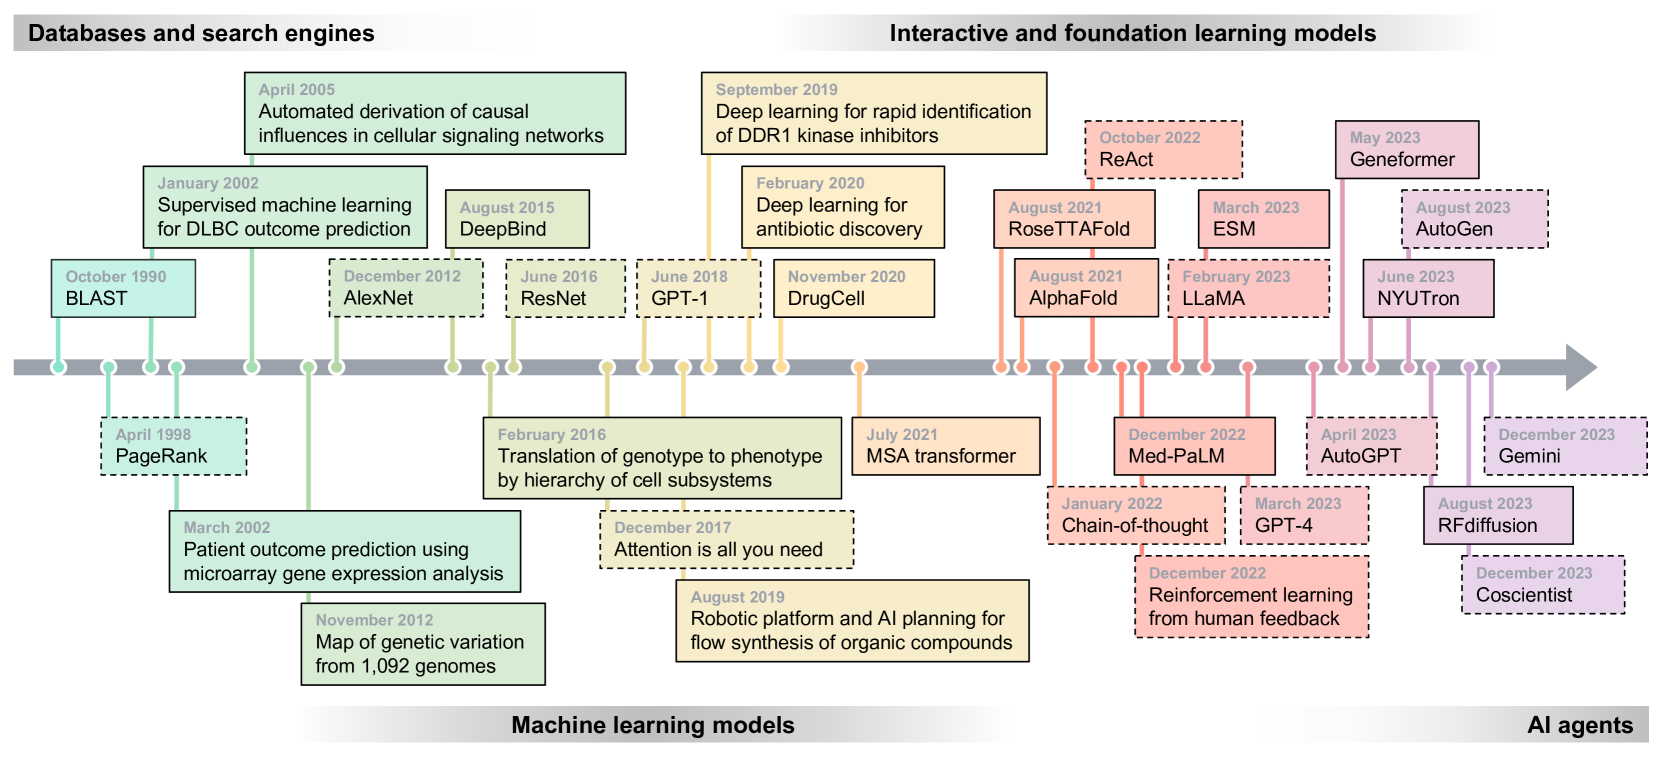 Databases and search engines
Interactive and foundation learning models
April 2005
Automated derivation of causal
influences in cellular signaling networks
September 2019
Deep learning for rapid identification
of DDR1 kinase inhibitors
October 2022
ReAct
May 2023
Geneformer
January 2002
Supervised machine learning
for DLBC outcome prediction
August 2015
DeepBind
February 2020
Deep learning for
antibiotic discovery
August 2021
RoseTTAFold
March 2023
ESM
August 2023
AutoGen
October 1990
BLAST
December 2012
AlexNet
June 2016
ResNet
June 2018
GPT-1
November 2020
DrugCell
August 2021
AlphaFold
February 2023
LLaMA
June 2023
NYUTron
April 1998
PageRank
February 2016
Translation of genotype to phenotype
by hierarchy of cell subsystems
July 2021
MSA transformer
December 2022
Med-PaLM
April 2023
AutoGPT
December 2023
Gemini
March 2002
Patient outcome prediction using
microarray gene expression analysis
December 2017
Attention is all you need
January 2022
Chain-of-thought
March 2023
GPT-4
August 2023
RFdiffusion
November 2012
Map of genetic variation
from 1,092 genomes
August 2019
Robotic platform and AI planning for
flow synthesis of organic compounds
December 2022
Reinforcement learning
from human feedback
December 2023
Coscientist
Machine learning models
AI agents